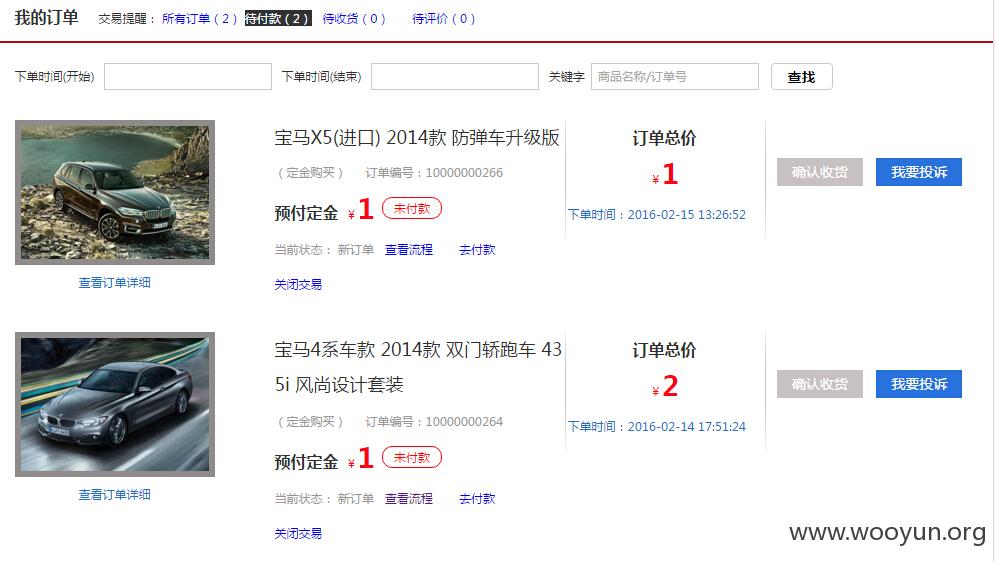 我的订单 交易提醒： 所有订单（ 2 ） 待付款（ 2 ） 待收货（ 0 ） 待评价（ 0 ）
下单时间(开始) 下单时间(结束) 关键字 商品名称/订单号 查找
宝马X5(进口) 2014款 防弹车升级版
（ 定金购买 ） 订单编号：10000000266
预付定金 ￥1 未付款
当前状态： 新订单 查看流程 去付款
关闭交易
查看订单详细
订单总价
￥1
下单时间：2016-02-15 13:26:52
确认收货 我要投诉
宝马4系车款 2014款 双门轿跑车 43
5i 风尚设计套装
（ 定金购买 ） 订单编号：10000000264
预付定金 ￥1 未付款
当前状态： 新订单 查看流程 去付款
关闭交易
查看订单详细
订单总价
￥2
下单时间：2016-02-14 17:51:24
确认收货 我要投诉
www.wooyun.org